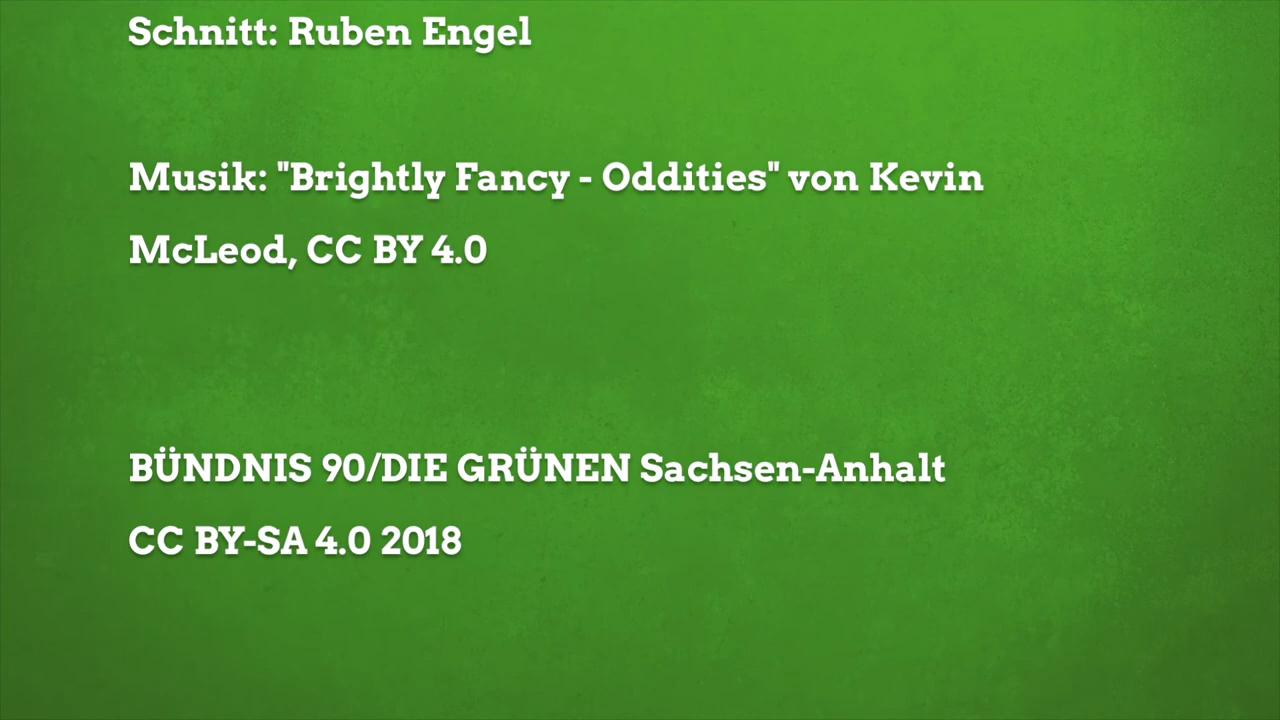 Schnitt: Ruben Engel
Musik: "Brightly Fancy - Oddities" von Kevin
McLeod, CC BY 4.0
BÜNDNIS 90/DIE GRÜNEN Sachsen-Anhalt
CC BY-SA 4.0 2018